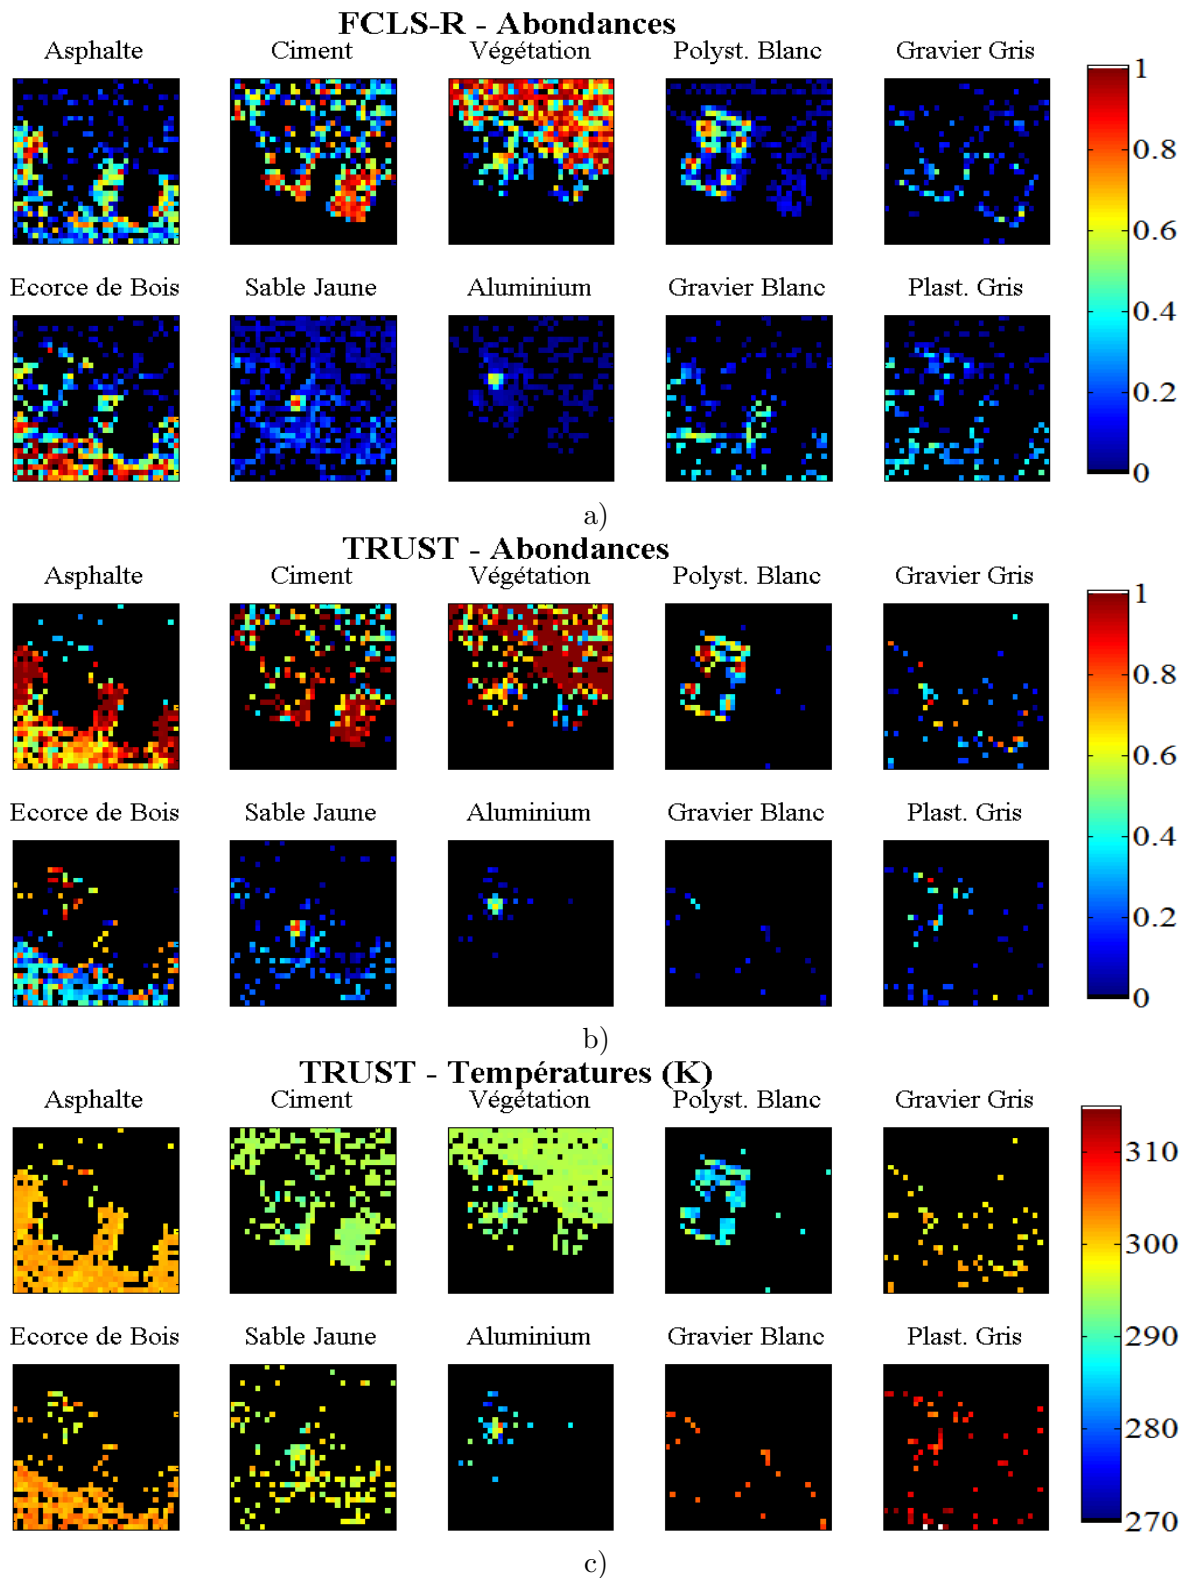 FCLS-R - Abondances
Asphalte Ciment Végétation Polyst. Blanc Gravier Gris
1
0.8
0.6
0.4
0.2
0
Ecorce de Bois Sable Jaune Aluminium Gravier Blanc Plast. Gris
a)
TRUST - Abondances
Asphalte Ciment Végétation Polyst. Blanc Gravier Gris
1
0.8
0.6
0.4
0.2
0
Ecorce de Bois Sable Jaune Aluminium Gravier Blanc Plast. Gris
b)
TRUST - Températures (K)
Asphalte Ciment Végétation Polyst. Blanc Gravier Gris
310
300
290
280
270
Ecorce de Bois Sable Jaune Aluminium Gravier Blanc Plast. Gris
c)